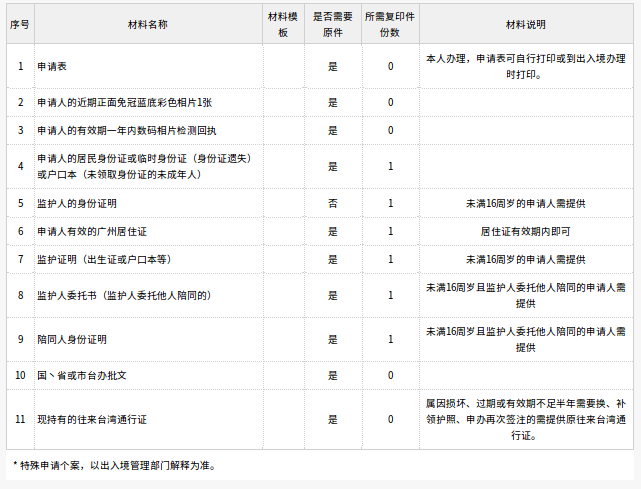 序号 材料名称 材料模板 是否需要原件 所需复印件份数 材料说明
1 申请表 是 0 本人办理，申请表可自行打印或到出入境办理时打印。
2 申请人的近期正面免冠蓝底彩色相片1张 是 0
3 申请人的有效期一年内数码相片检测回执 是 0
4 申请人的居民身份证或临时身份证（身份证遗失）或户口本（未领取身份证的未成年人） 是 1
5 监护人的身份证明 否 1 未满16周岁的申请人需提供
6 申请人有效的广州居住证 是 1 居住证有效期内即可
7 监护证明（出生证或户口本等） 是 1 未满16周岁的申请人需提供
8 监护人委托书（监护人委托他人陪同的） 是 1 未满16周岁且监护人委托他人陪同的申请人需提供
9 陪同人身份证明 是 1 未满16周岁且监护人委托他人陪同的申请人需提供
10 国丶省或市台办批文 是 0
11 现持有的往来台湾通行证 是 0 属因损坏、过期或有效期不足半年需要换、补领护照、申办再次签注的需提供原往来台湾通行证。
* 特殊申请个案，以出入境管理部门解释为准。